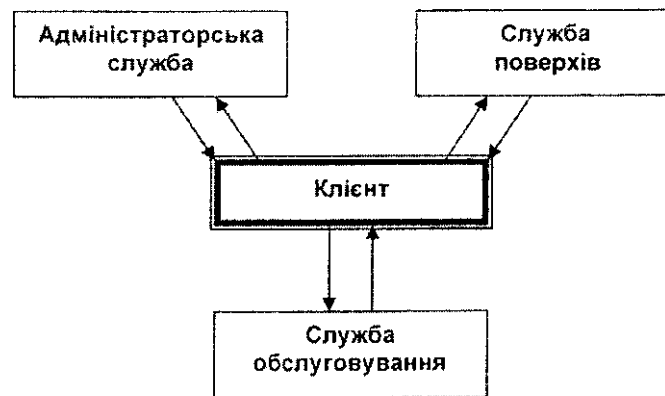 Адміністраторська
служба
Служба
поверхів
Клієнт
Служба
обслуговування